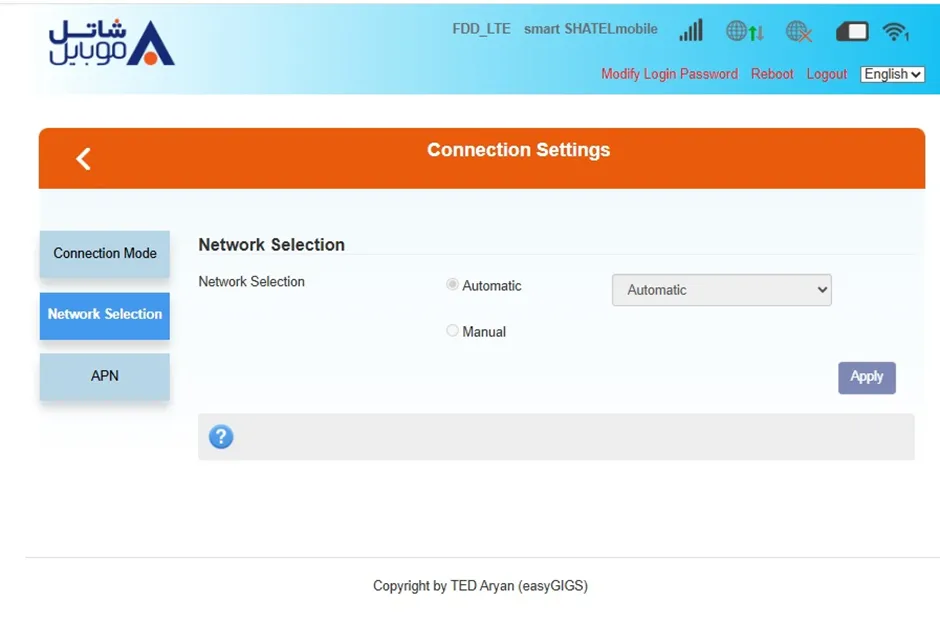 شاتل
موبایل
FDD_LTE smart SHATELmobile
1
Modify Login Password Reboot Logout English
Connection Settings
Connection Mode
Network Selection
APN
Network Selection
Network Selection
Automatic
Automatic
Manual
Apply
?
Copyright by TED Aryan (easyGIGS)